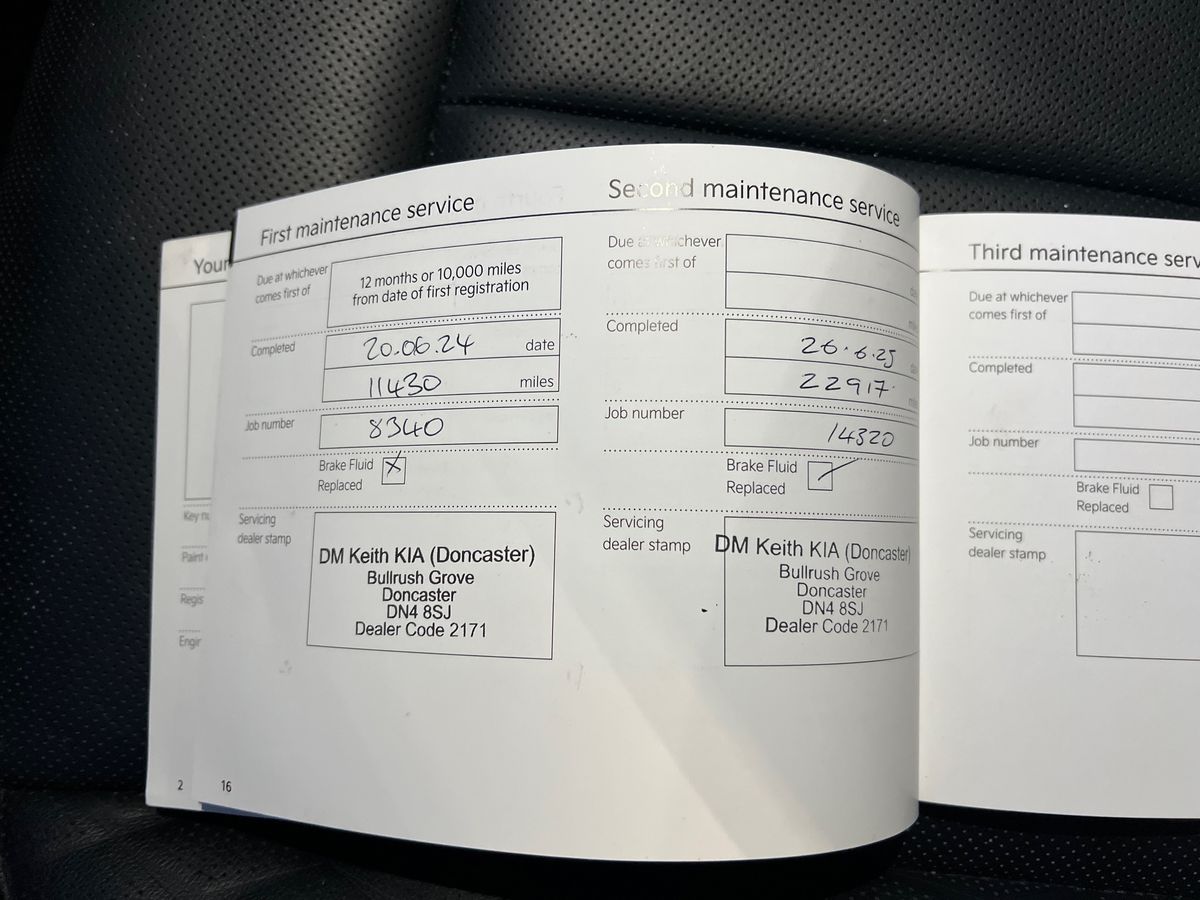 Your
Key
Paint
Regis
Engir
2
First maintenance service
Due at whichever
comes first of
12 months or 10,000 miles
from date of first registration
Completed
20.06.24 date
11430 miles
Job number
8340
Brake Fluid
Replaced
Servicing
dealer stamp
DM Keith KIA (Doncaster)
Bullrush Grove
Doncaster
DN4 8SJ
Dealer Code 2171
16
Second maintenance service
Due at whichever
comes first of
Completed
26.6.25
22917
Job number
14320
Brake Fluid
Replaced
Servicing
dealer stamp
DM Keith KIA (Doncaster)
Bullrush Grove
Doncaster
DN4 8SJ
Dealer Code 2171
Third maintenance serv
Due at whichever
comes first of
Completed
Job number
Brake Fluid
Replaced
Servicing
dealer stamp